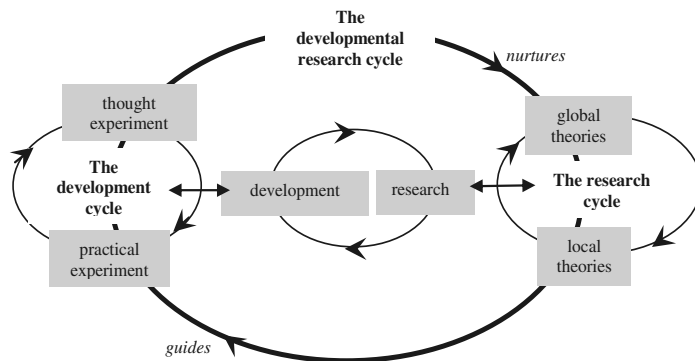 The
developmental
research cycle
nurtures
thought
experiment
global
theories
The
development
cycle
development
research
The research
cycle
practical
experiment
local
theories
guides